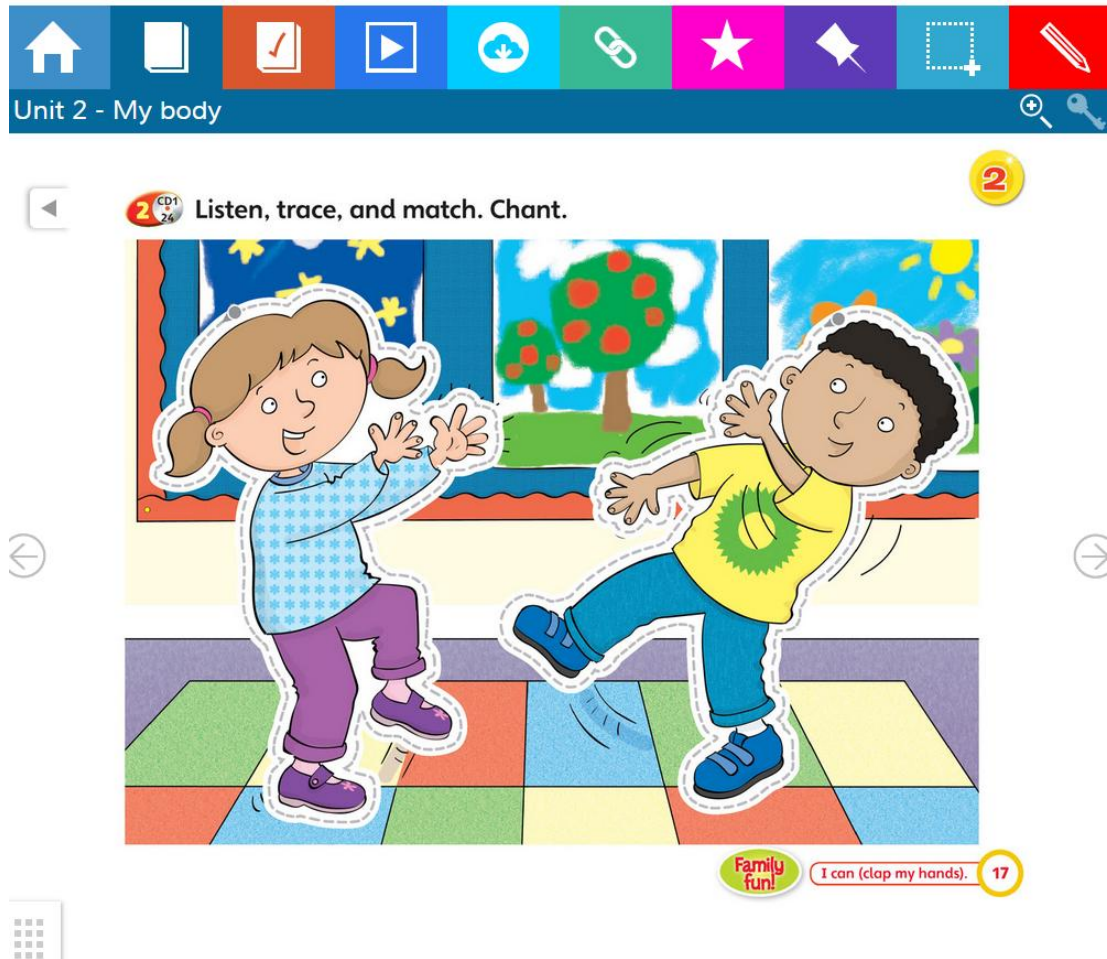 Unit 2 - My body
2
2 CD1 24 Listen, trace, and match. Chant.
Family fun!
I can (clap my hands). 17